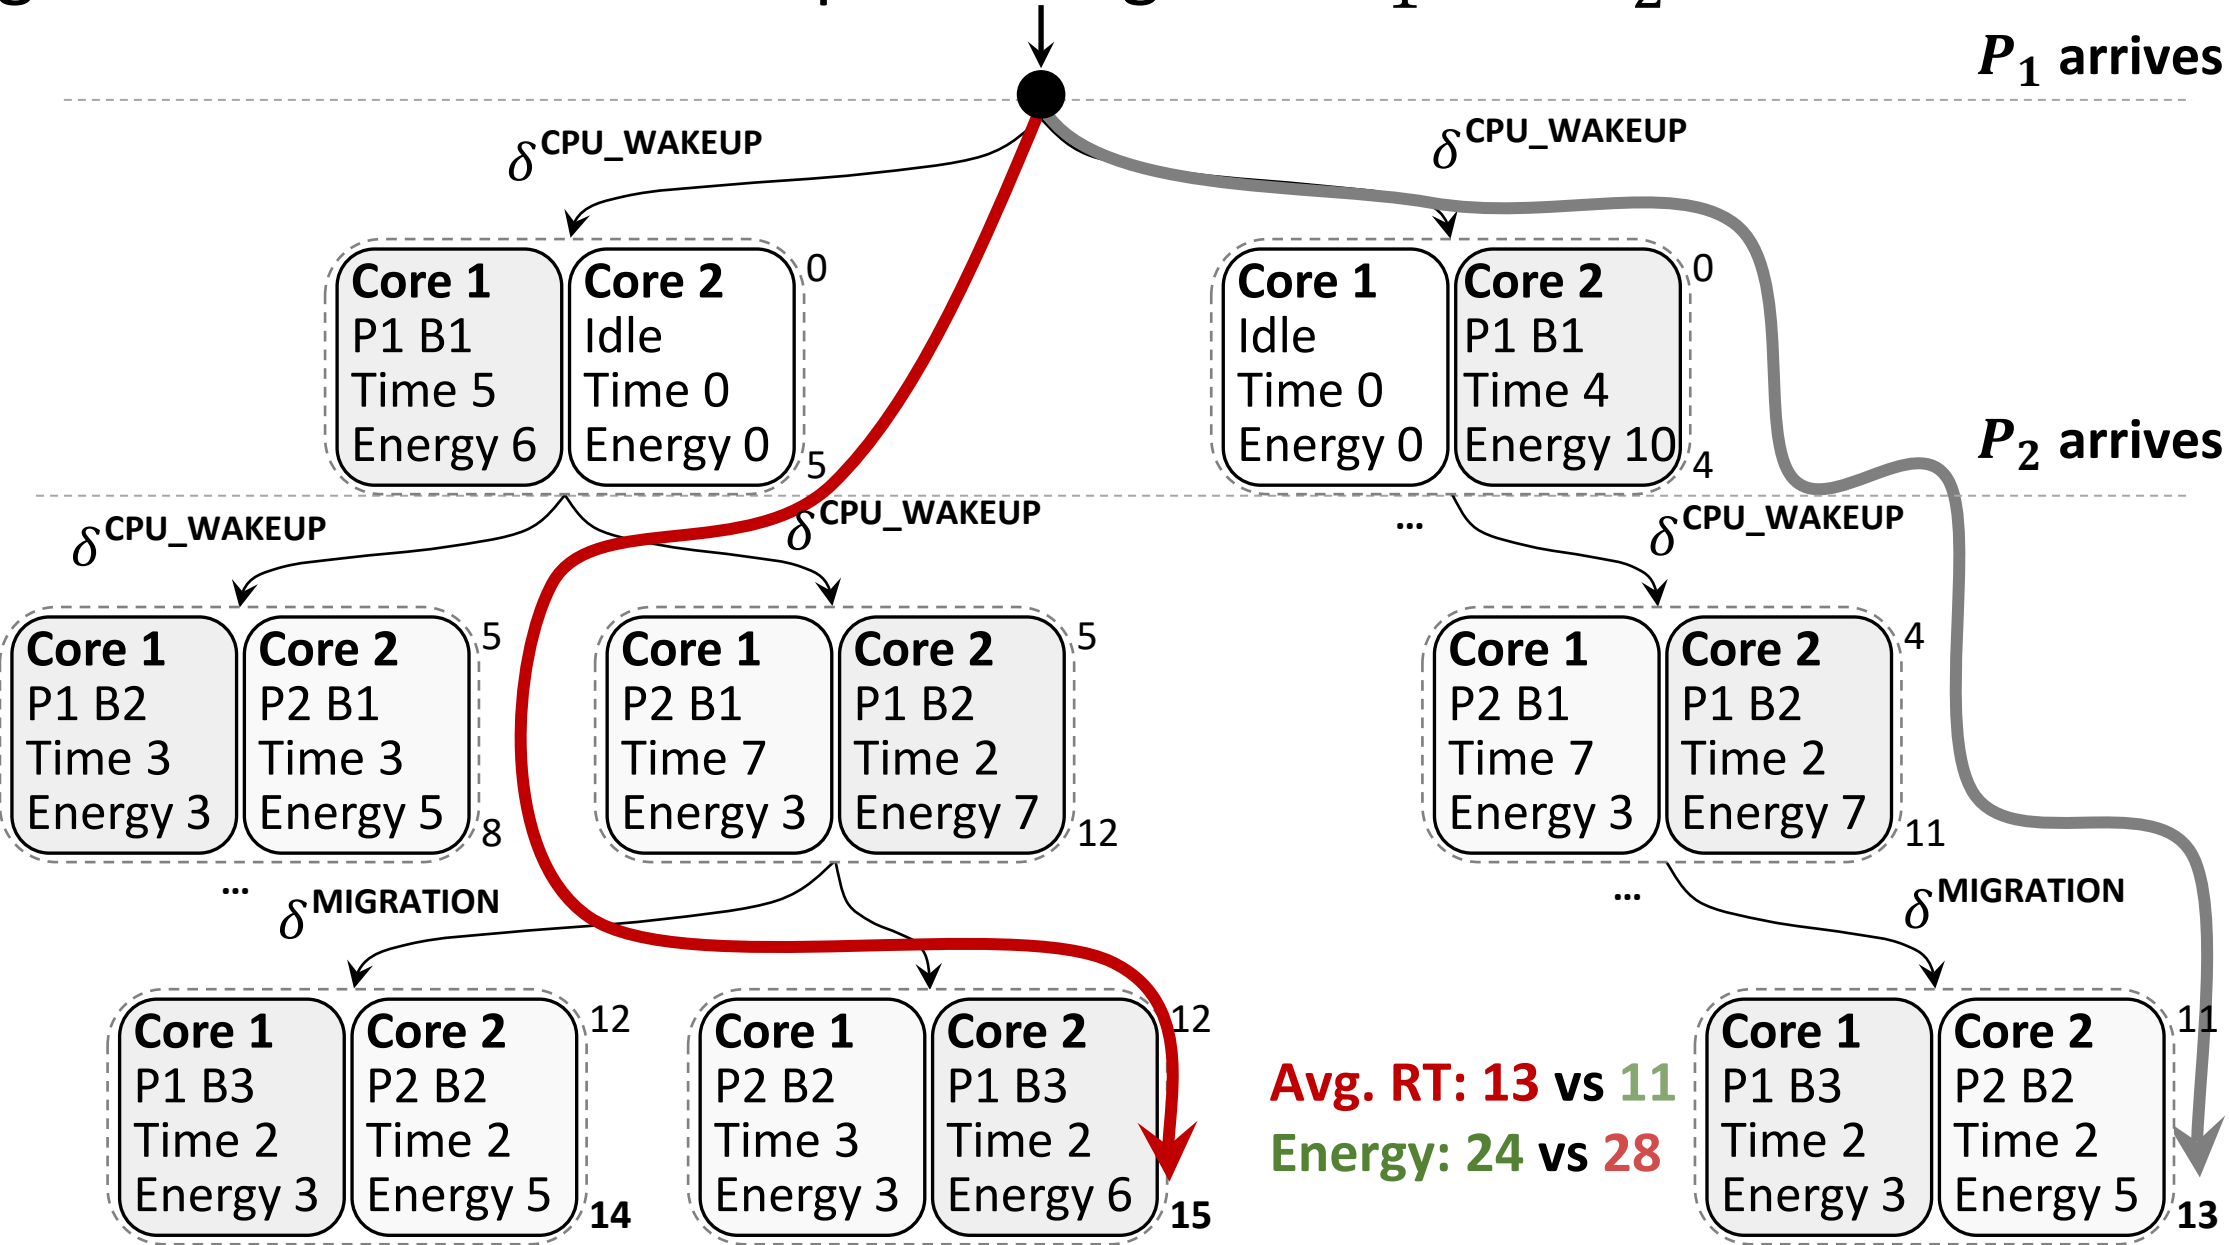 P1 arrives
δ CPU_WAKEUP
δ CPU_WAKEUP
Core 1
P1 B1
Time 5
Energy 6
Core 2
Idle
Time 0
Energy 0
0
5
Core 1
Idle
Time 0
Energy 0
Core 2
P1 B1
Time 4
Energy 10
0
4
P2 arrives
δ CPU_WAKEUP
δ CPU_WAKEUP
...
δ CPU_WAKEUP
Core 1
P1 B2
Time 3
Energy 3
Core 2
P2 B1
Time 3
Energy 5
5
8
Core 1
P2 B1
Time 7
Energy 3
Core 2
P1 B2
Time 2
Energy 7
5
12
Core 1
P2 B1
Time 7
Energy 3
Core 2
P1 B2
Time 2
Energy 7
4
11
...
δ MIGRATION
...
δ MIGRATION
Core 1
P1 B3
Time 2
Energy 3
Core 2
P2 B2
Time 2
Energy 5
12
14
Core 1
P2 B2
Time 3
Energy 3
Core 2
P1 B3
Time 2
Energy 6
12
15
Avg. RT: 13 vs 11
Energy: 24 vs 28
Core 1
P1 B3
Time 2
Energy 3
Core 2
P2 B2
Time 2
Energy 5
11
13